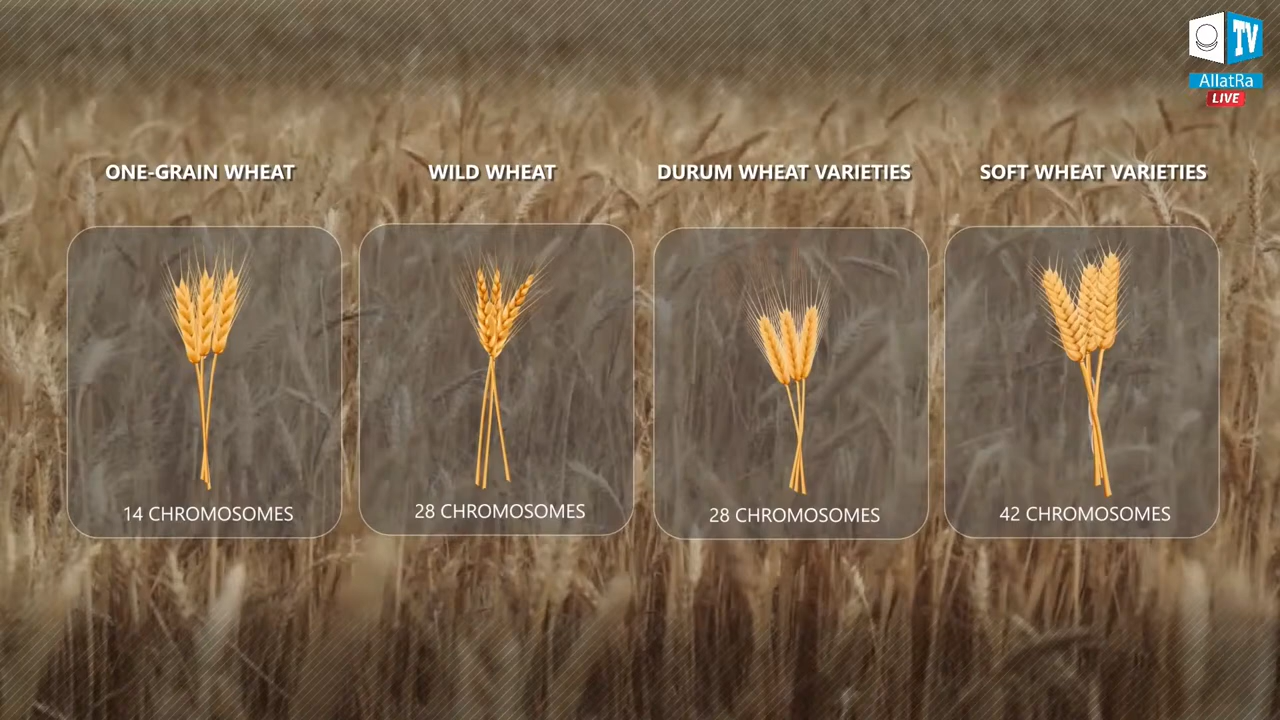 TV
AllatRa
LIVE
ONE-GRAIN WHEAT
WILD WHEAT
DURUM WHEAT VARIETIES
SOFT WHEAT VARIETIES
14 CHROMOSOMES
28 CHROMOSOMES
28 CHROMOSOMES
42 CHROMOSOMES